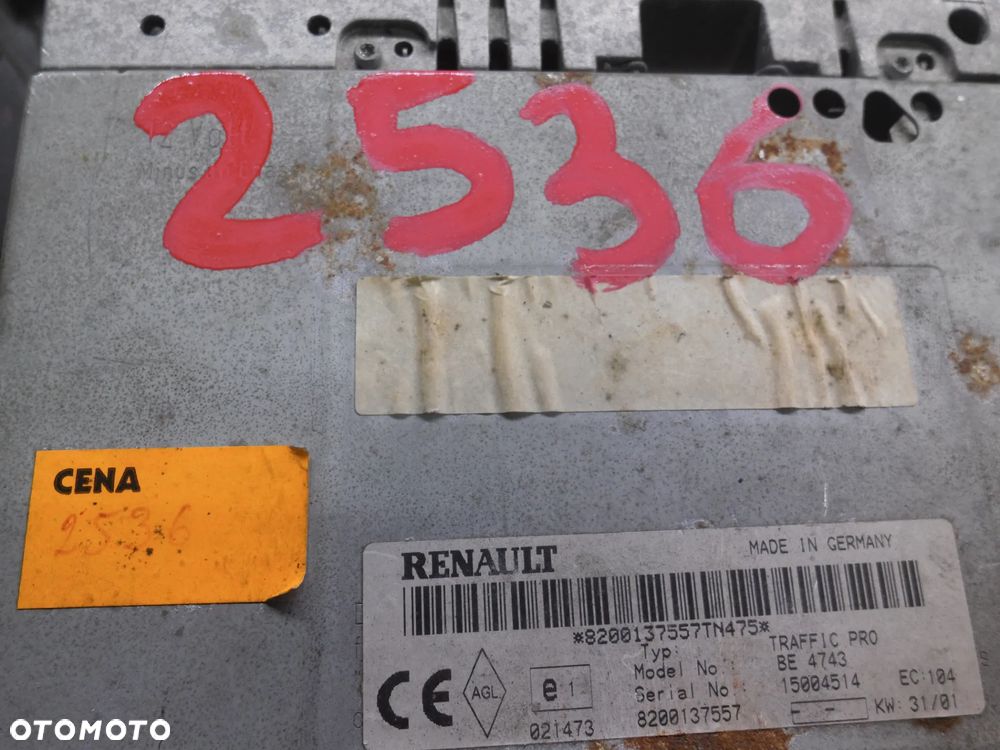 2536
CENA
2536
RENAULT
MADE IN GERMANY
*8200137557TN475*
Typ: TRAFFIC PRO
Model No: BE 4743
Serial No: 15004514
8200137557
EC:104
KW: 31/01
AGL
e1
021473
CE
OTOMOTO